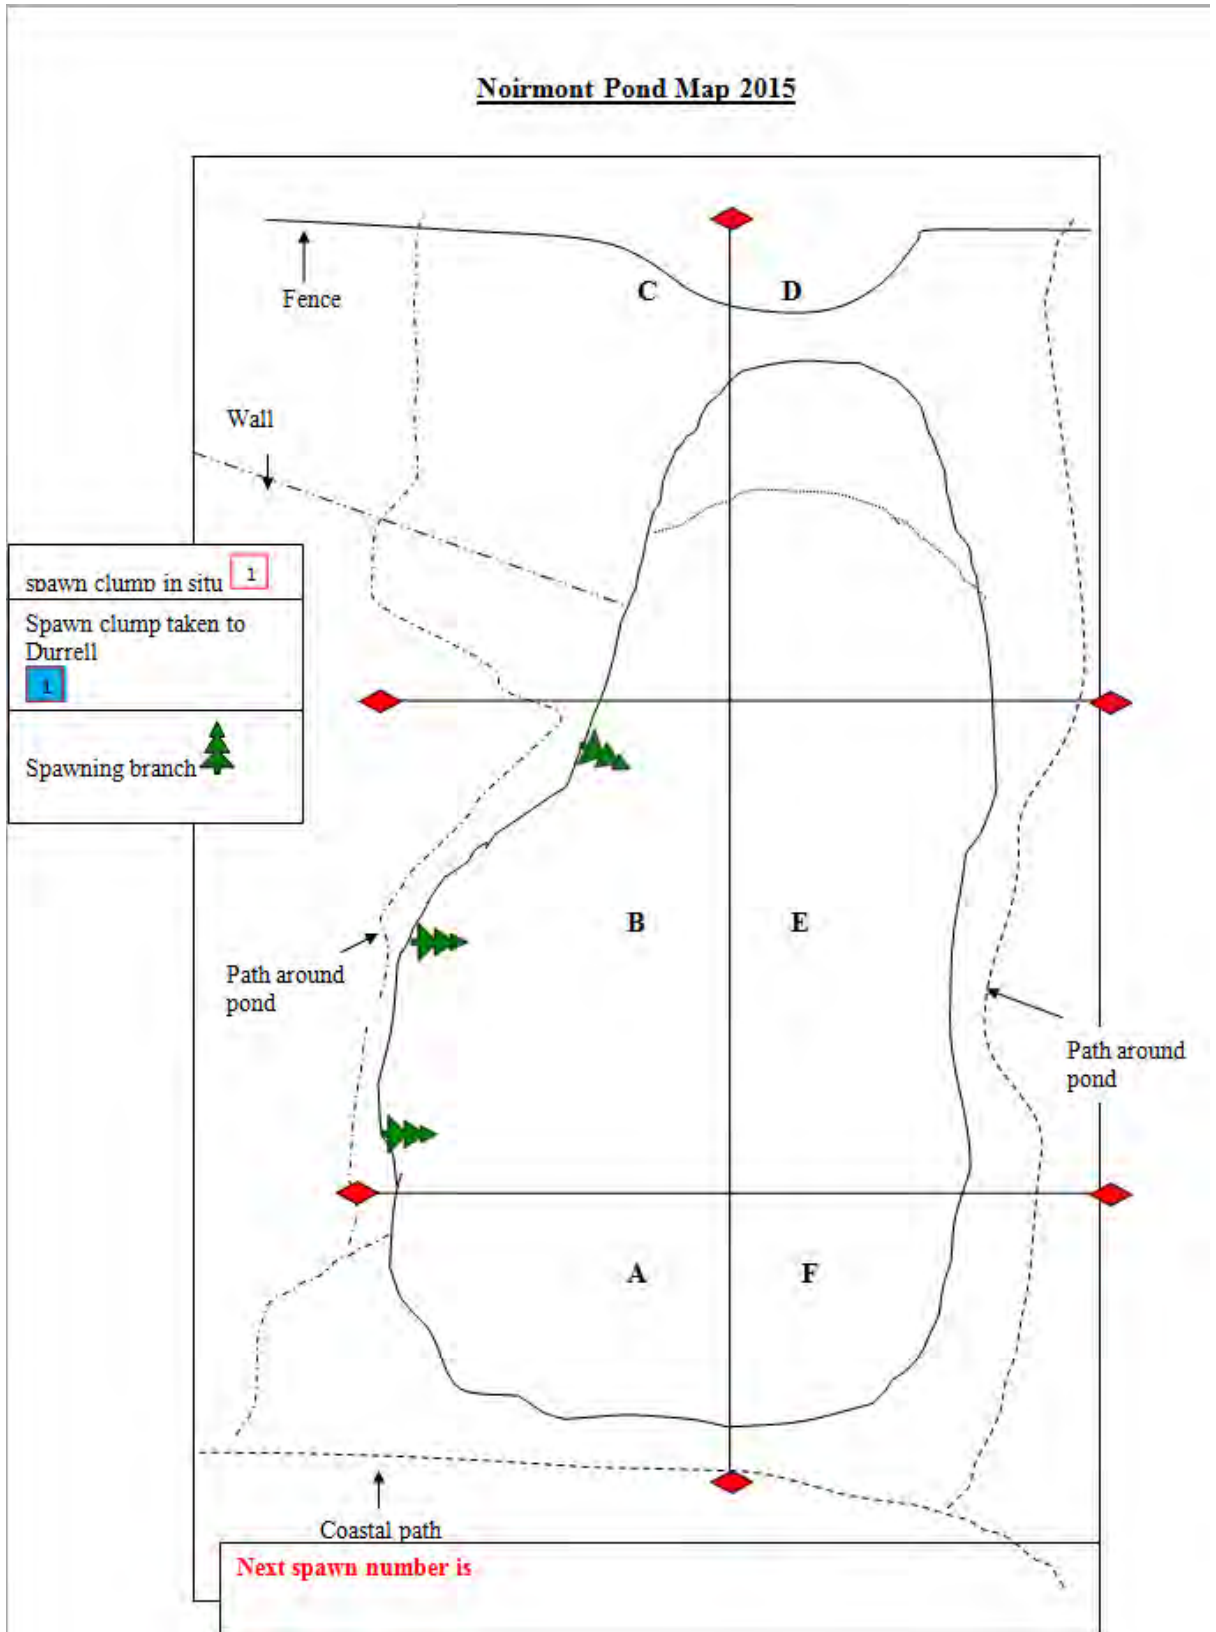 Noirmont Pond Map 2015
C
D
Fence
Wall
spawn clump in situ 1
Spawn clump taken to
Durrell
1
Spawning branch
B
E
Path around
pond
Path around
pond
A
F
Coastal path
Next spawn number is